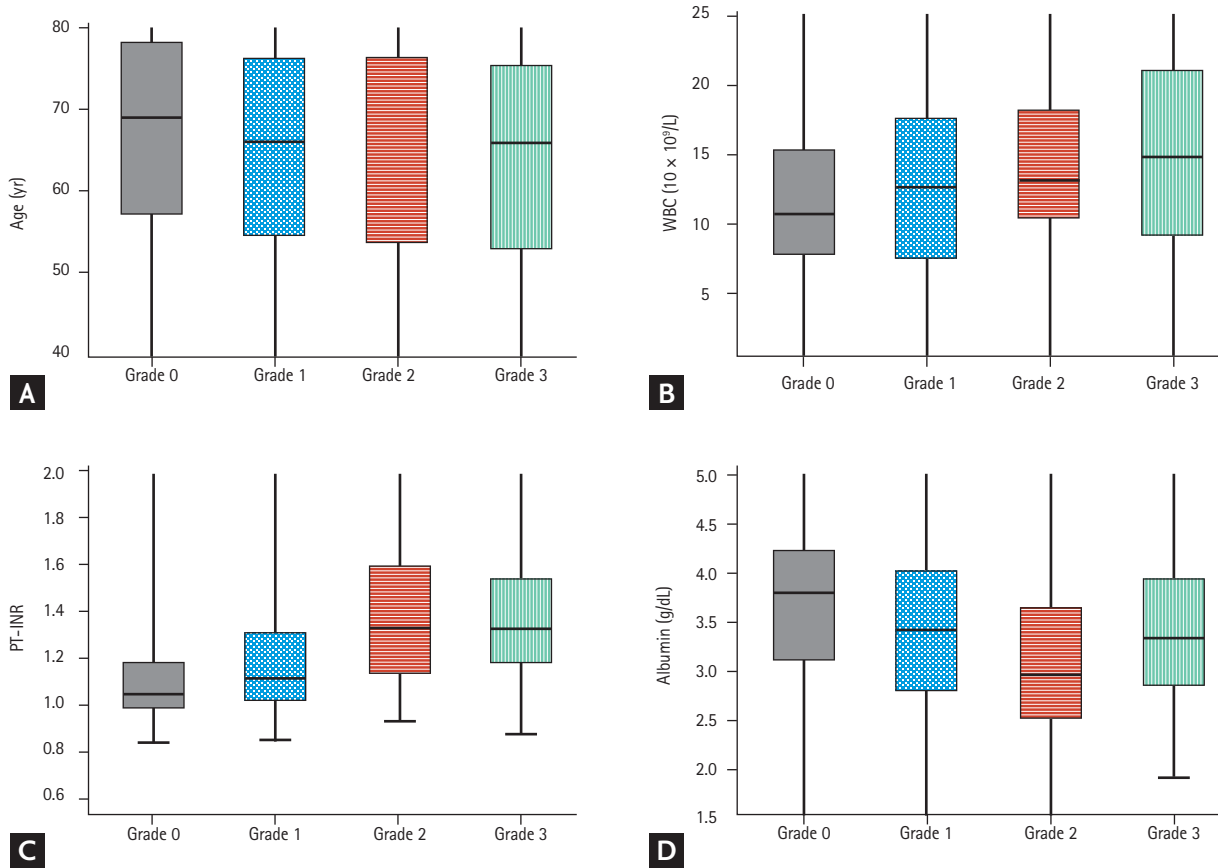 80
70
60
50
40
Age (yr)
Grade 0 Grade 1 Grade 2 Grade 3
A
25
20
15
10
5
WBC (10 × 10⁹/L)
Grade 0 Grade 1 Grade 2 Grade 3
B
2.0
1.8
1.6
1.4
1.2
1.0
0.8
0.6
PT-INR
Grade 0 Grade 1 Grade 2 Grade 3
C
5.0
4.5
4.0
3.5
3.0
2.5
2.0
1.5
Albumin (g/dL)
Grade 0 Grade 1 Grade 2 Grade 3
D